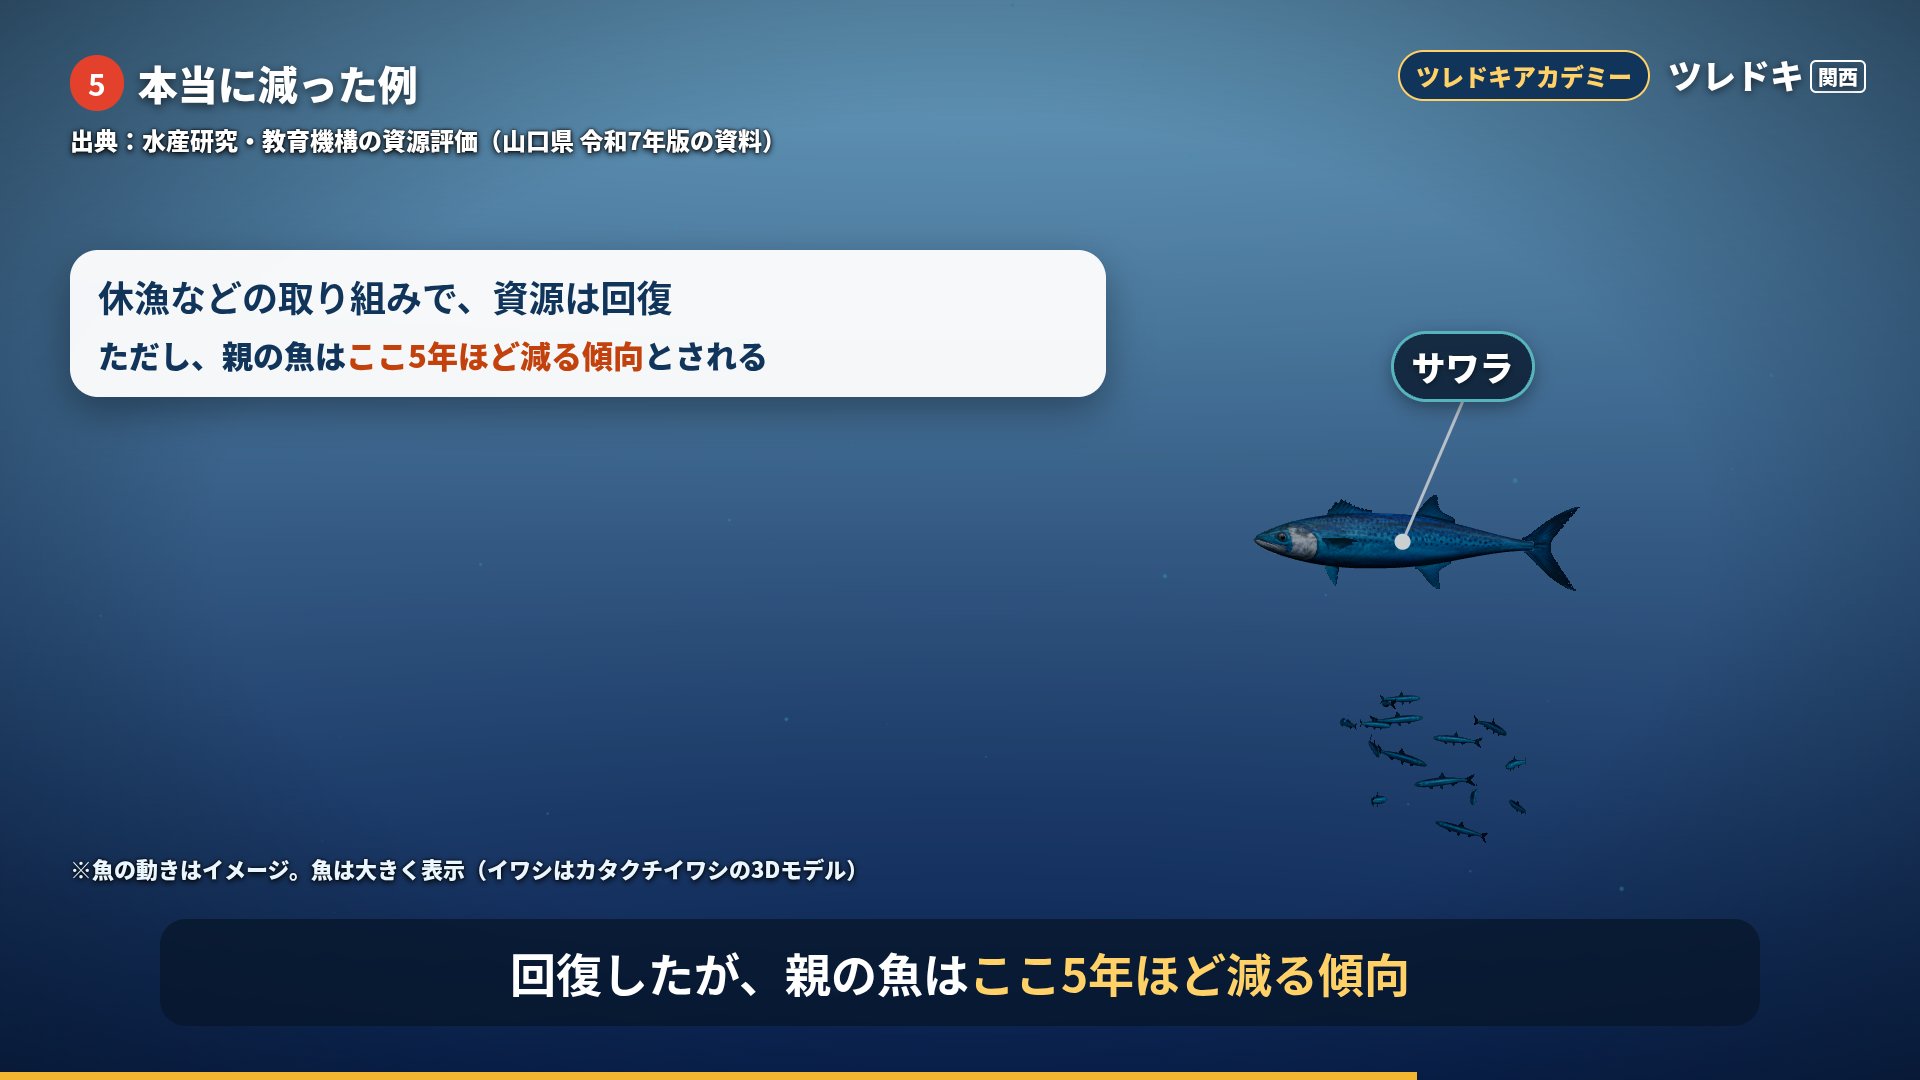 5 本当に減った例
ツレドキアカデミー ツレドキ 関西
出典：水産研究・教育機構の資源評価（山口県 令和7年版の資料）
休漁などの取り組みで、資源は回復
ただし、親の魚はここ5年ほど減る傾向とされる
サワラ
※魚の動きはイメージ。魚は大きく表示（イワシはカタクチイワシの3Dモデル）
回復したが、親の魚はここ5年ほど減る傾向